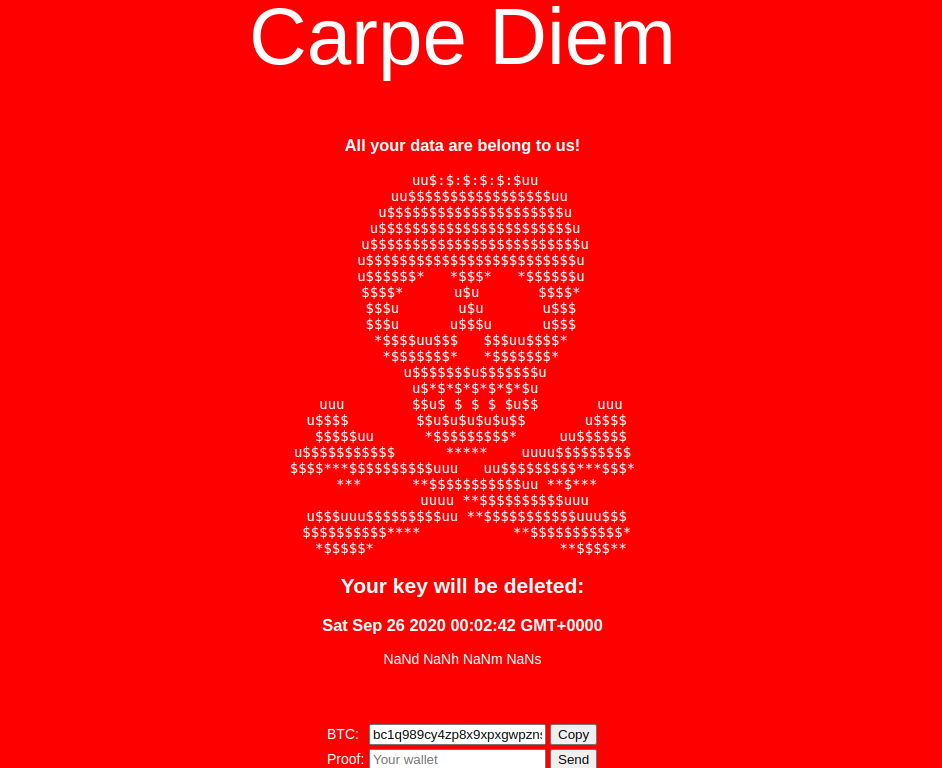 Carpe Diem
All your data are belong to us!
uu$:$:$:$:$:$uu
uu$$$$$$$$$$$$$$$$$uu
u$$$$$$$$$$$$$$$$$$$$$u
u$$$$$$$$$$$$$$$$$$$$$$$u
u$$$$$$$$$$$$$$$$$$$$$$$$$u
u$$$$$$$$$$$$$$$$$$$$$$$$$u
u$$$$$$*   *$$$*   *$$$$$$u
$$$$*      u$u       $$$$*
$$$u       u$u       u$$$
$$$u      u$$$u      u$$$
*$$$$uu$$$   $$$uu$$$$*
*$$$$$$$*   *$$$$$$$*
u$$$$$$$u$$$$$$$u
u$*$*$*$*$*$*$u
uuu        $$u$ $ $ $ $u$$       uuu
u$$$$        $$u$u$u$u$u$$       u$$$$
$$$$$uu      *$$$$$$$$$*     uu$$$$$$
u$$$$$$$$$$$      *****    uuuu$$$$$$$$$
$$$$***$$$$$$$$$$uuu   uu$$$$$$$$$***$$$*
***      **$$$$$$$$$$$uu **$***
uuuu **$$$$$$$$$$uuu
u$$$uuu$$$$$$$$$uu **$$$$$$$$$$$uuu$$$
$$$$$$$$$$****           **$$$$$$$$$$$*
*$$$$$*                      **$$$$**
Your key will be deleted:
Sat Sep 26 2020 00:02:42 GMT+0000
NaNd NaNh NaNm NaNs
BTC: bc1q989cy4zp8x9xpxgwpzn Copy
Proof: Your wallet Send